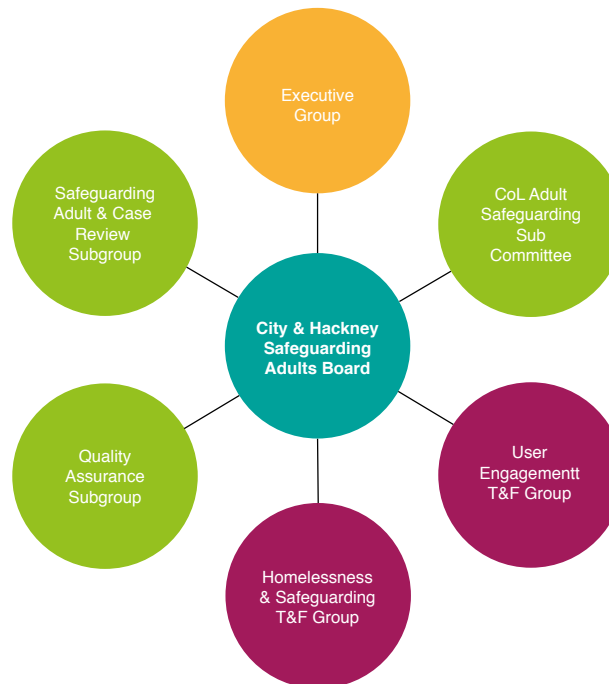 Executive
Group
Safeguarding
Adult & Case
Review
Subgroup
CoL Adult
Safeguarding
Sub
Committee
City & Hackney
Safeguarding
Adults Board
Quality
Assurance
Subgroup
User
Engagementt
T&F Group
Homelessness
& Safeguarding
T&F Group